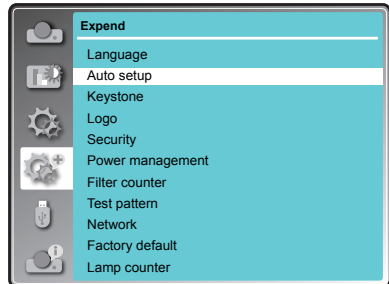 Expend
Language
Auto setup
Keystone
Logo
Security
Power management
Filter counter
Test pattern
Network
Factory default
Lamp counter